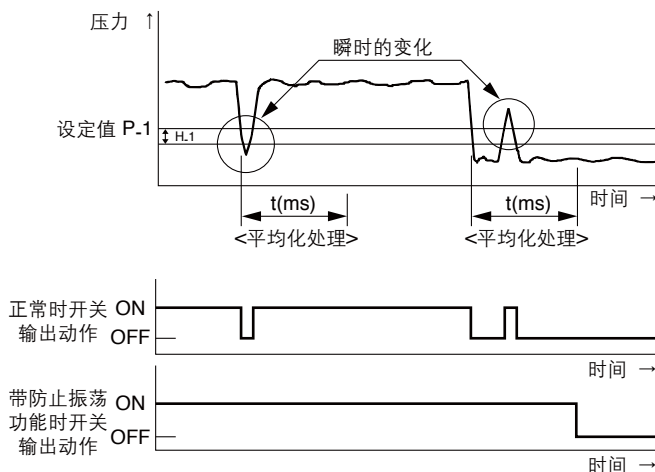 压力 ↑
瞬时的变化
设定值 P-1
H-1
t(ms)
t(ms)
时间 →
<平均化处理>
<平均化处理>
正常时开关 ON
输出动作 OFF
时间 →
带防止振荡 ON
功能时开关
输出动作 OFF
时间 →